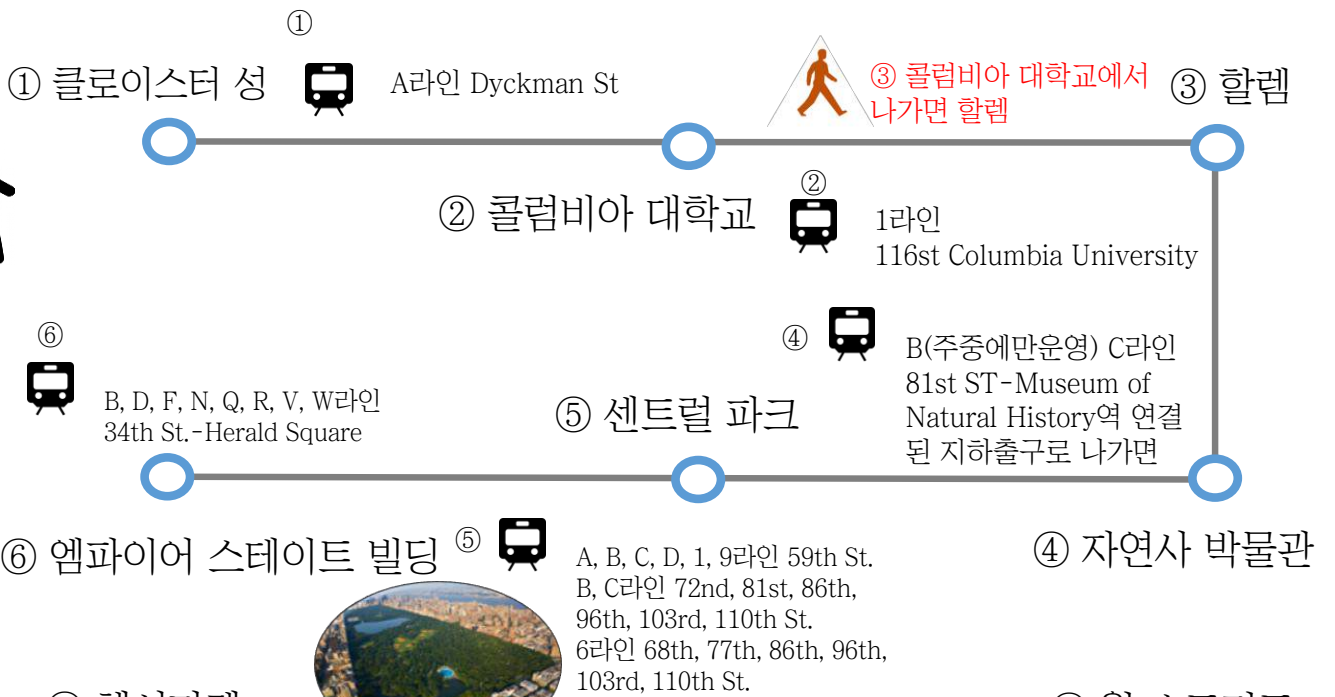 ①
① 클로이스터 성
A라인 Dyckman St
③ 콜럼비아 대학교에서
나가면 할렘
③ 할렘
② 콜럼비아 대학교
②
1라인
116st Columbia University
⑥
B, D, F, N, Q, R, V, W라인
34th St.-Herald Square
⑤ 센트럴 파크
④
B(주중에만운영) C라인
81st ST-Museum of
Natural History역 연결
된 지하출구로 나가면
⑥ 엠파이어 스테이트 빌딩
⑤
A, B, C, D, 1, 9라인 59th St.
B, C라인 72nd, 81st, 86th,
96th, 103rd, 110th St.
6라인 68th, 77th, 86th, 96th,
103rd, 110th St.
④ 자연사 박물관